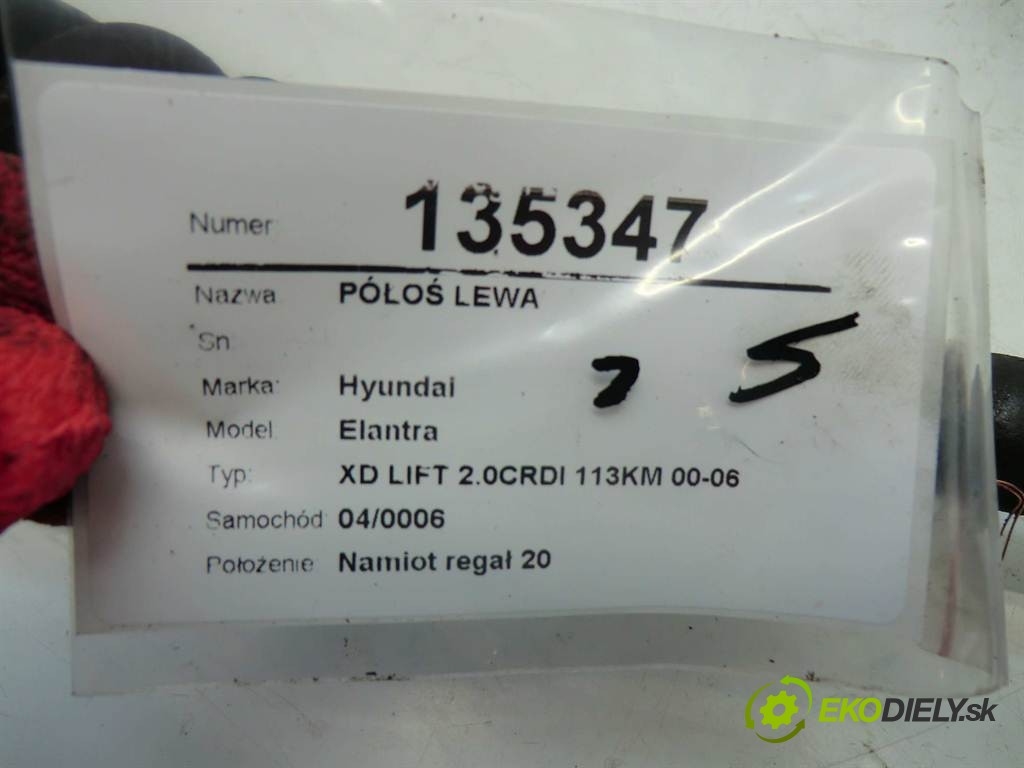 Numer: 135347
Nazwa: PÓŁOŚ LEWA
Sn:
Marka: Hyundai
Model: Elantra
Typ: XD LIFT 2.0CRDI 113KM 00-06
Samochód: 04/0006
Położenie: Namiot regał 20
EKODIELY.sk